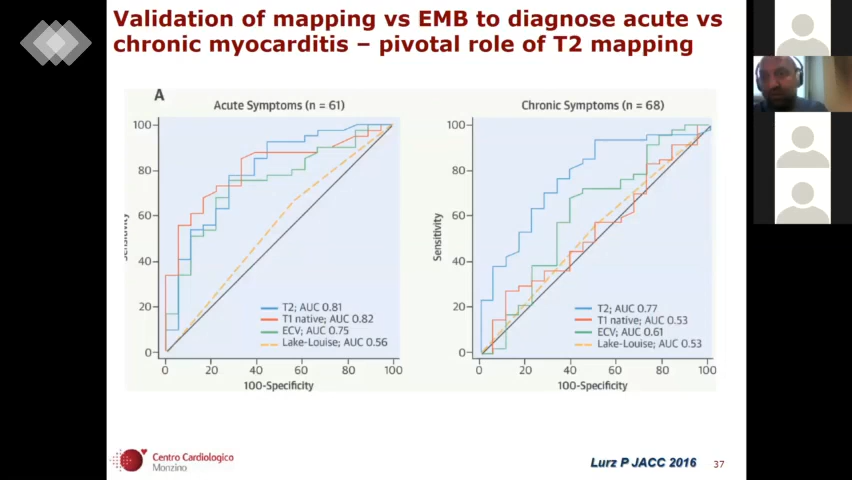 Validation of mapping vs EMB to diagnose acute vs
chronic myocarditis – pivotal role of T2 mapping
A
Acute Symptoms (n = 61)
100
80
60
40
20
0
Sensitivity
T2; AUC 0.81
T1 native; AUC 0.82
ECV; AUC 0.75
Lake-Louise; AUC 0.56
0 20 40 60 80 100
100-Specificity
Chronic Symptoms (n = 68)
100
80
60
40
20
0
Sensitivity
T2; AUC 0.77
T1 native; AUC 0.53
ECV; AUC 0.61
Lake-Louise; AUC 0.53
0 20 40 60 80 100
100-Specificity
Centro Cardiologico
Monzino
Lurz P JACC 2016
37